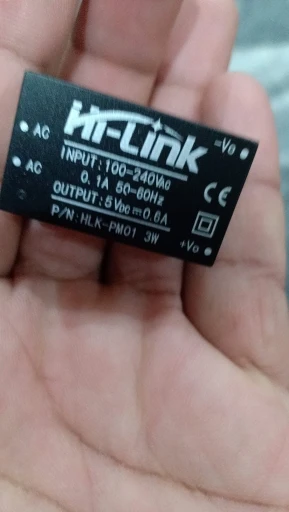 Hi-Link
AC
-Vo
AC
INPUT: 100-240VAC
0.1A 50-60Hz
CE
OUTPUT: 5VDC⎓0.6A
P/N: HLK-PM01 3W
+Vo